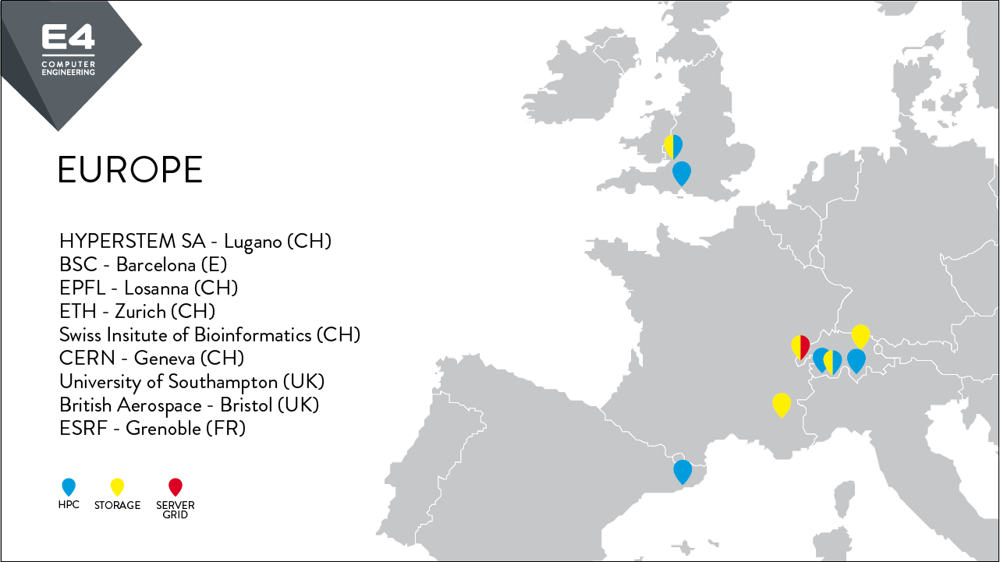 E4
COMPUTER
ENGINEERING
EUROPE
HYPERSTEM SA - Lugano (CH)
BSC - Barcelona (E)
EPFL - Losanna (CH)
ETH - Zurich (CH)
Swiss Insitute of Bioinformatics (CH)
CERN - Geneva (CH)
University of Southampton (UK)
British Aerospace - Bristol (UK)
ESRF - Grenoble (FR)
HPC
STORAGE
SERVER
GRID